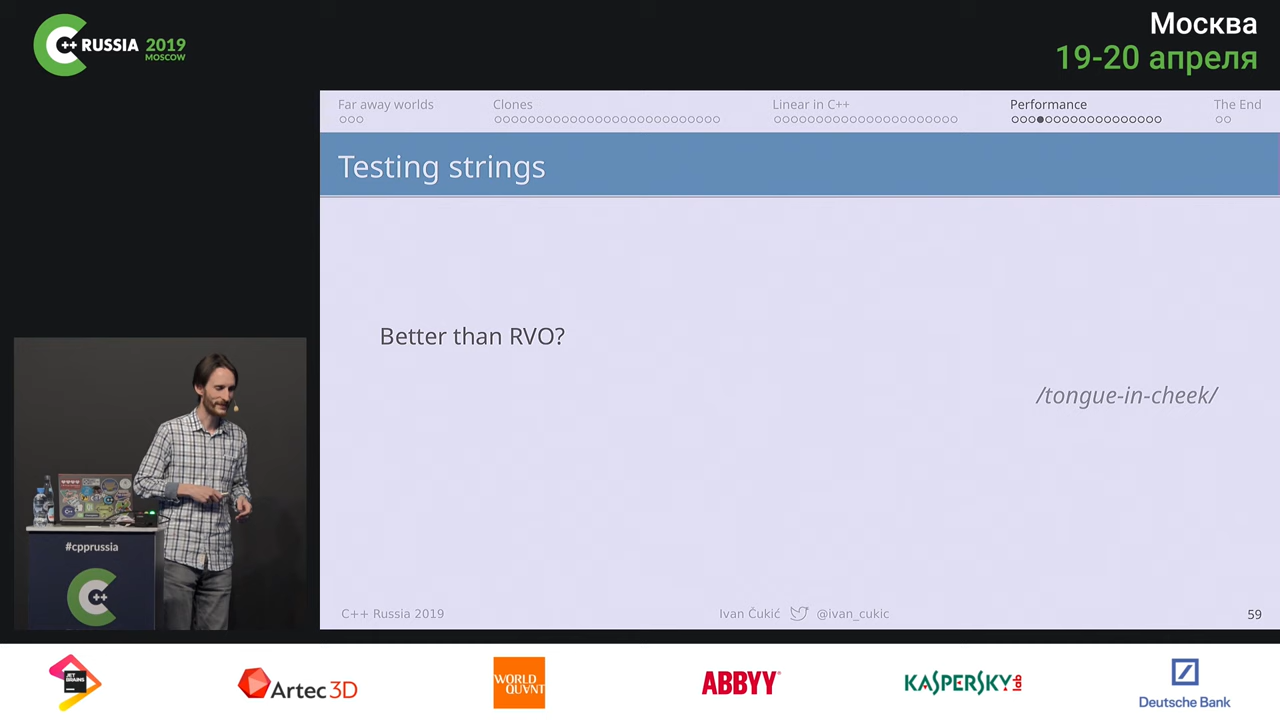 C++ RUSSIA 2019
MOSCOW
Москва
19-20 апреля
Far away worlds
Clones
Linear in C++
Performance
The End
Testing strings
Better than RVO?
/tongue-in-cheek/
C++ Russia 2019
Ivan Čukić
@ivan_cukic
59
#cpprussia
C++
JET
BRAINS
Artec 3D
WORLD
QUANT
ABBYY
KASPERSKY lab
Deutsche Bank